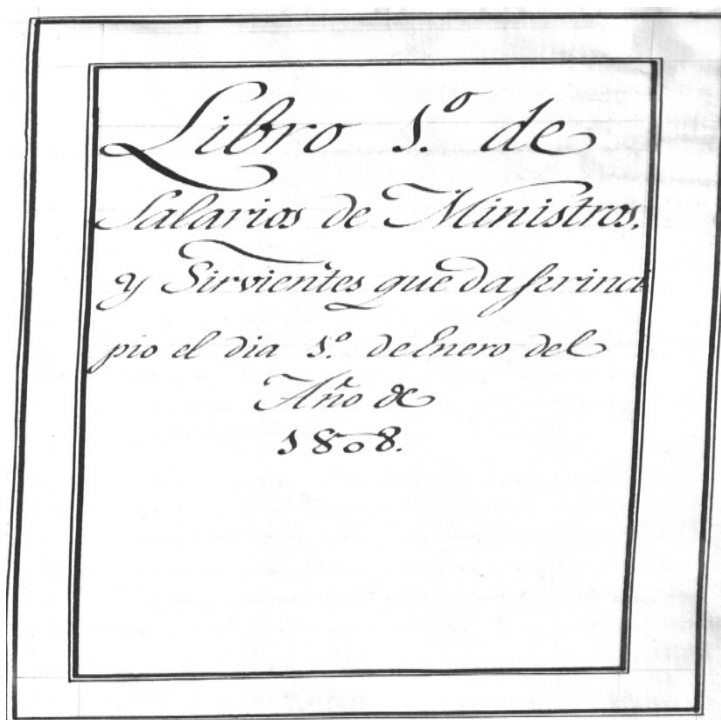 Libro 1.º de
Salarios de Ministros,
y Sirvientes que da princi
pio el dia 1.º de Enero del
Año de
1808.